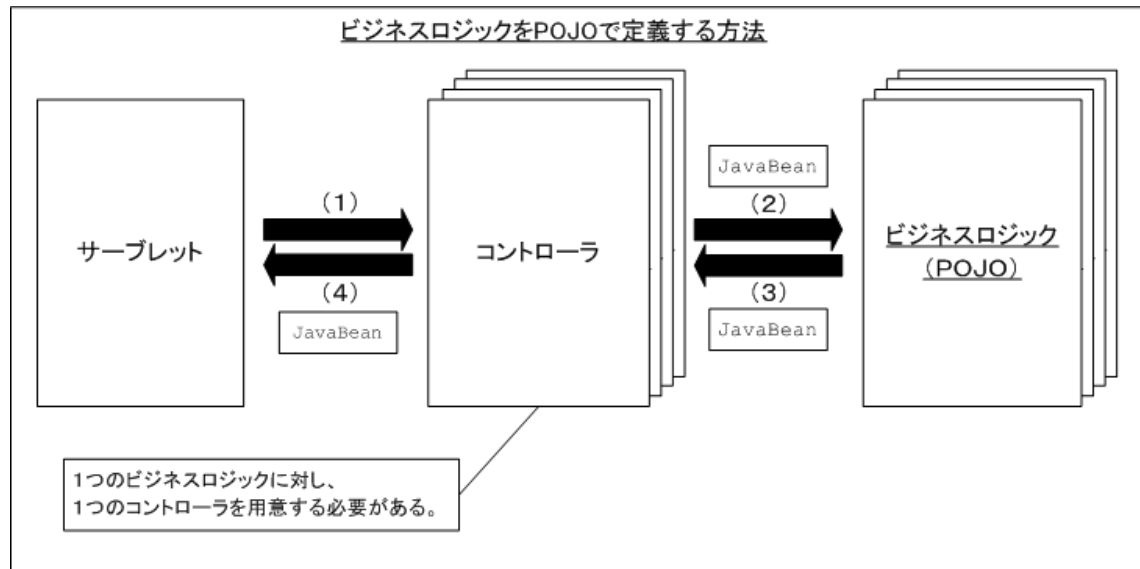 ビジネスロジックをPOJOで定義する方法
サーブレット
(1)
(4)
JavaBean
コントローラ
JavaBean
(2)
(3)
JavaBean
ビジネスロジック
(POJO)
1つのビジネスロジックに対し、
1つのコントローラを用意する必要がある。